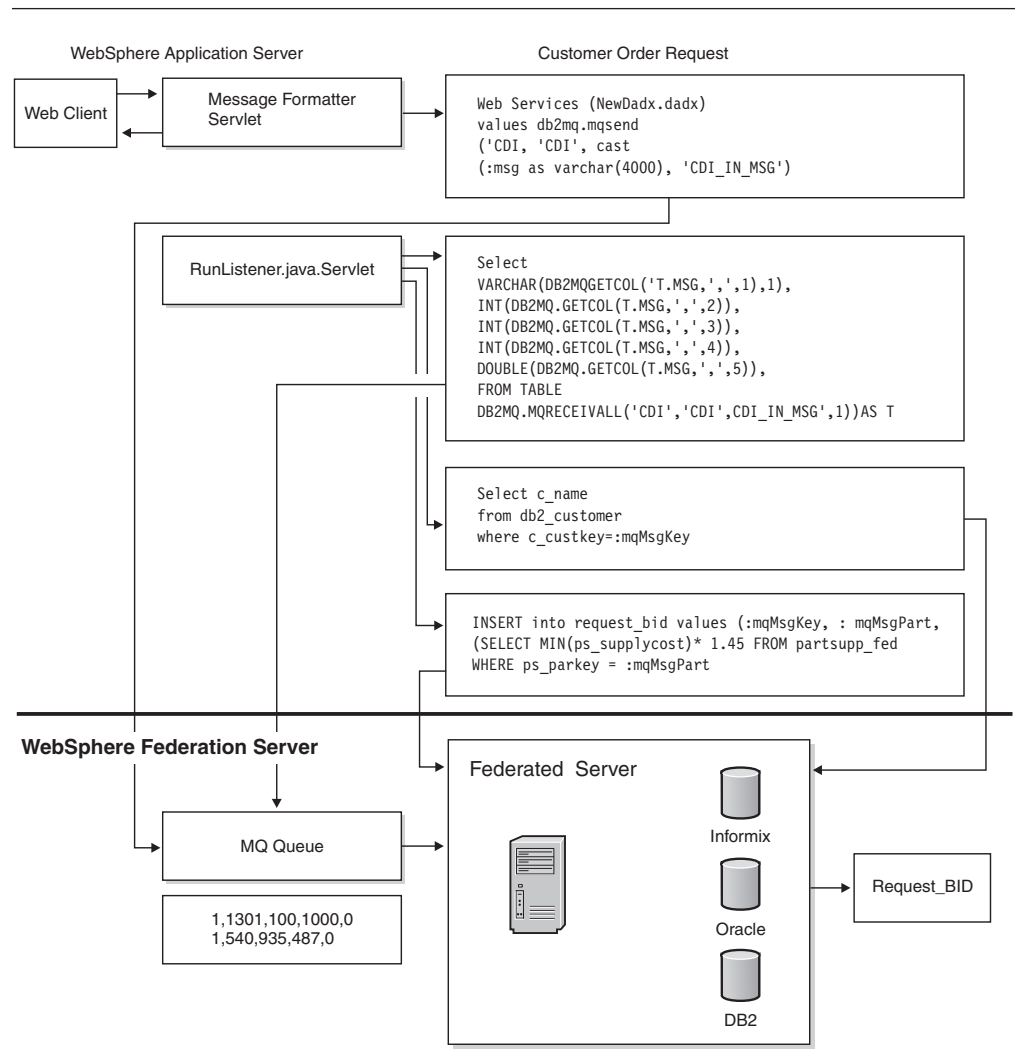 WebSphere Application Server
Customer Order Request
Web Client
Message Formatter
Servlet
Web Services (NewDadx.dadx)
values db2mq.mqsend
('CDI, 'CDI', cast
(:msg as varchar(4000), 'CDI_IN_MSG')
RunListener.java.Servlet
Select
VARCHAR(DB2MQGETCOL('T.MSG,',',1),1),
INT(DB2MQ.GETCOL(T.MSG,',',2)),
INT(DB2MQ.GETCOL(T.MSG,',',3)),
INT(DB2MQ.GETCOL(T.MSG,',',4)),
DOUBLE(DB2MQ.GETCOL(T.MSG,',',5)),
FROM TABLE
DB2MQ.MQRECEIVALL('CDI','CDI',CDI_IN_MSG',1))AS T
Select c_name
from db2_customer
where c_custkey=:mqMsgKey
INSERT into request_bid values (:mqMsgKey, : mqMsgPart,
(SELECT MIN(ps_supplycost)* 1.45 FROM partsupp_fed
WHERE ps_parkey = :mqMsgPart
WebSphere Federation Server
Federated Server
MQ Queue
1,1301,100,1000,0
1,540,935,487,0
Informix
Oracle
DB2
Request_BID